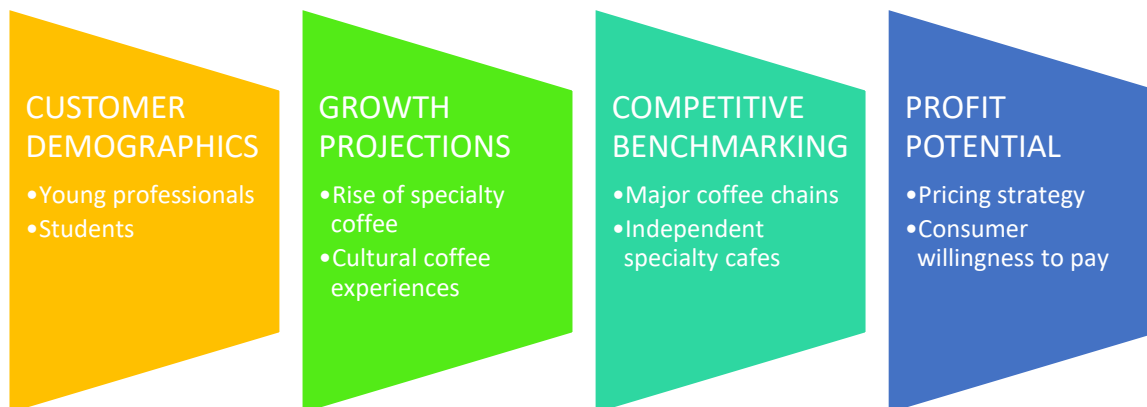 CUSTOMER
DEMOGRAPHICS
•Young professionals
•Students
GROWTH
PROJECTIONS
•Rise of specialty
coffee
•Cultural coffee
experiences
COMPETITIVE
BENCHMARKING
•Major coffee chains
•Independent
specialty cafes
PROFIT
POTENTIAL
•Pricing strategy
•Consumer
willingness to pay